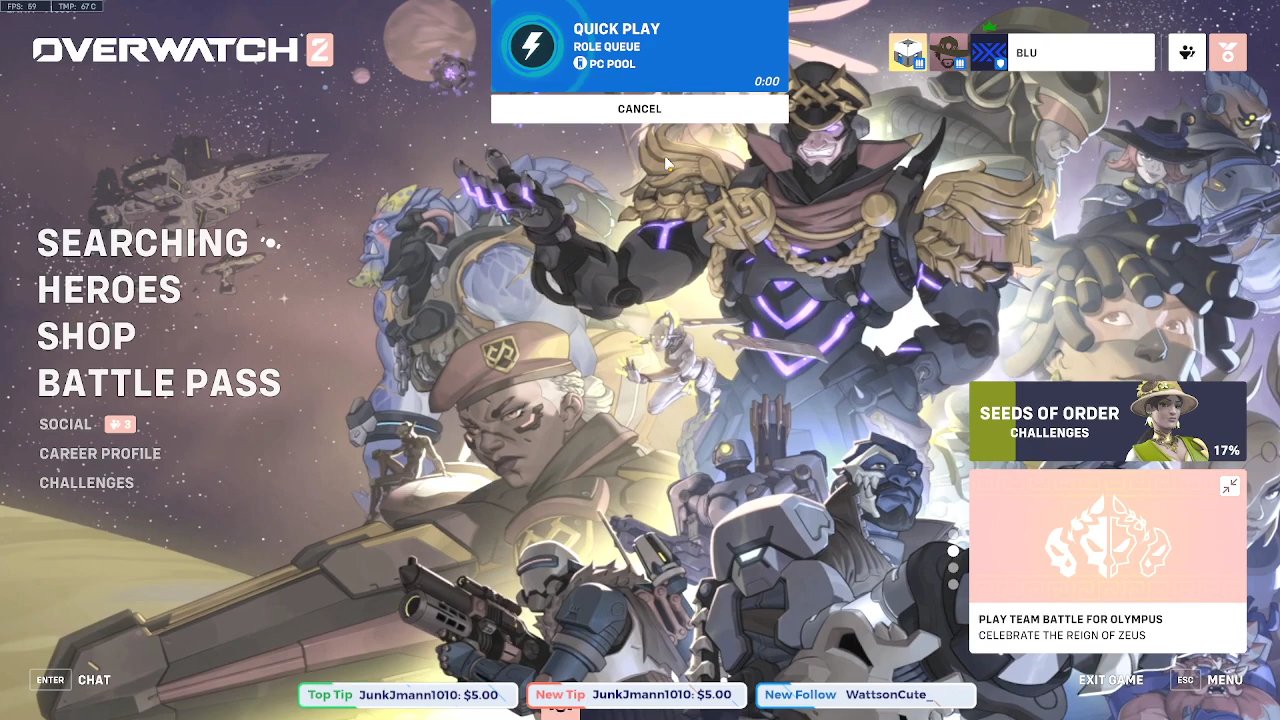 FPS: 59 TMP: 67 C
OVERWATCH 2
QUICK PLAY
ROLE QUEUE
PC POOL
0:00
CANCEL
BLU
SEARCHING
HEROES
SHOP
BATTLE PASS
SOCIAL 3
CAREER PROFILE
CHALLENGES
SEEDS OF ORDER
CHALLENGES
17%
PLAY TEAM BATTLE FOR OLYMPUS
CELEBRATE THE REIGN OF ZEUS
ENTER CHAT
EXIT GAME ESC MENU
Top Tip JunkJmann1010: $5.00
New Tip JunkJmann1010: $5.00
New Follow WattsonCute_